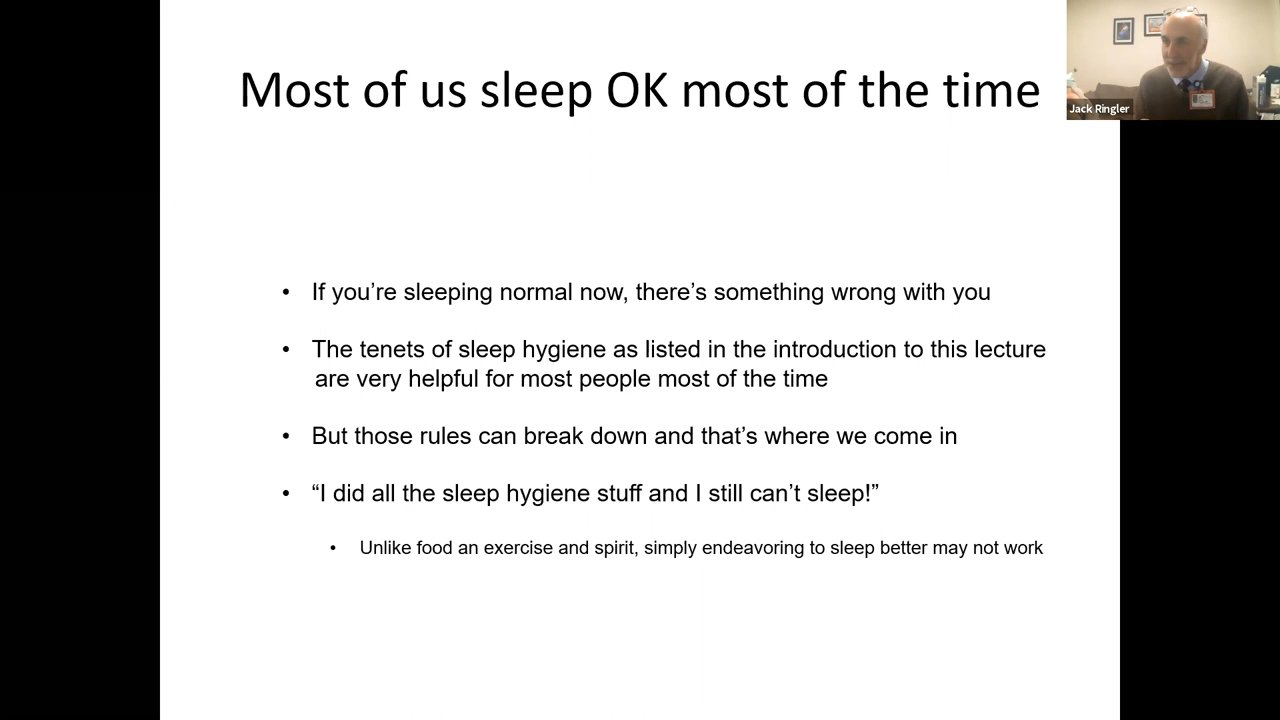 Most of us sleep OK most of the time
Jack Ringler
• If you’re sleeping normal now, there’s something wrong with you
• The tenets of sleep hygiene as listed in the introduction to this lecture
are very helpful for most people most of the time
• But those rules can break down and that’s where we come in
• “I did all the sleep hygiene stuff and I still can’t sleep!”
• Unlike food an exercise and spirit, simply endeavoring to sleep better may not work